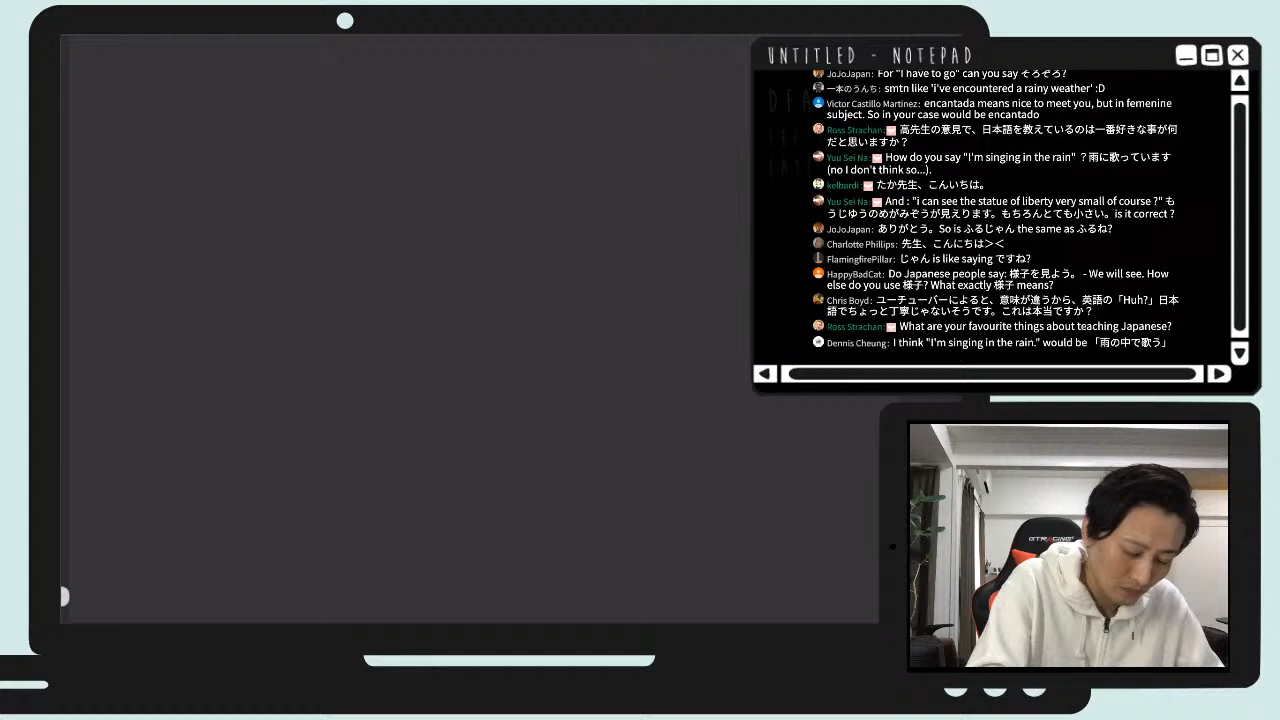 UNTITLED - NOTEPAD
JoJoJapan: For "I have to go" can you say そろぞろ?
一本のうんち: smtn like 'i've encountered a rainy weather' :D
Victor Castillo Martinez: encantada means nice to meet you, but in femenine
subject. So in your case would be encantado
Ross Strachan: 高先生の意見で、日本語を教えているのは一番好きな事が何
だと思いますか？
Yuu Sei Na: How do you say "I'm singing in the rain" ？雨に歌っています
(no I don't think so...).
kelbardi: たか先生、こんいちは。
Yuu Sei Na: And : "i can see the statue of liberty very small of course ?" も
うじゆうのめがみぞうが見えります。もちろんとても小さい。is it correct ?
JoJoJapan: ありがとう。So is ふるじゃん the same as ふるね?
Charlotte Phillips: 先生、こんにちは＞＜
FlamingfirePillar: じゃん is like saying ですね?
HappyBadCat: Do Japanese people say: 様子を見よう。 - We will see. How
else do you use 様子? What exactly 様子 means?
Chris Boyd: ユーチューバーによると、意味が違うから、英語の「Huh?」日本
語でちょっと丁寧じゃないそうです。これは本当ですか？
Ross Strachan: What are your favourite things about teaching Japanese?
Dennis Cheung: I think "I'm singing in the rain." would be 「雨の中で歌う」
GTRACING